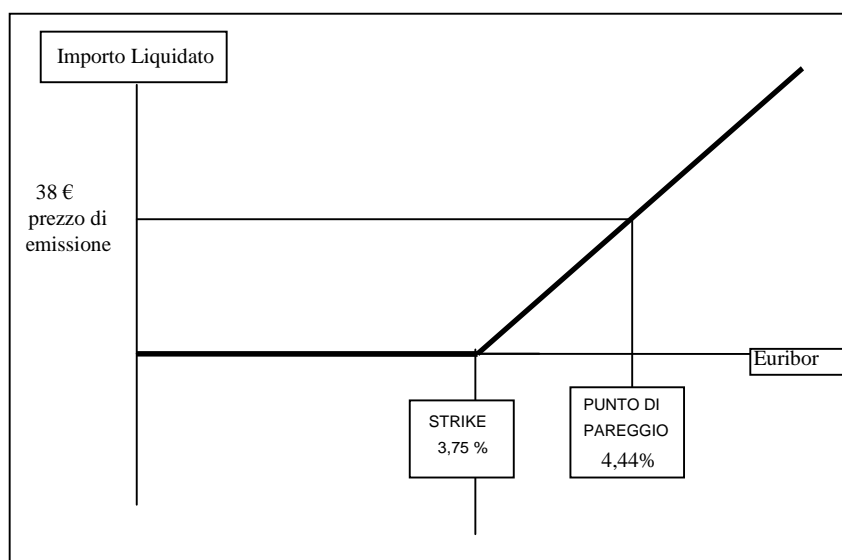 Importo Liquidato
38 €
prezzo di
emissione
Euribor
STRIKE
3,75 %
PUNTO DI
PAREGGIO
4,44%